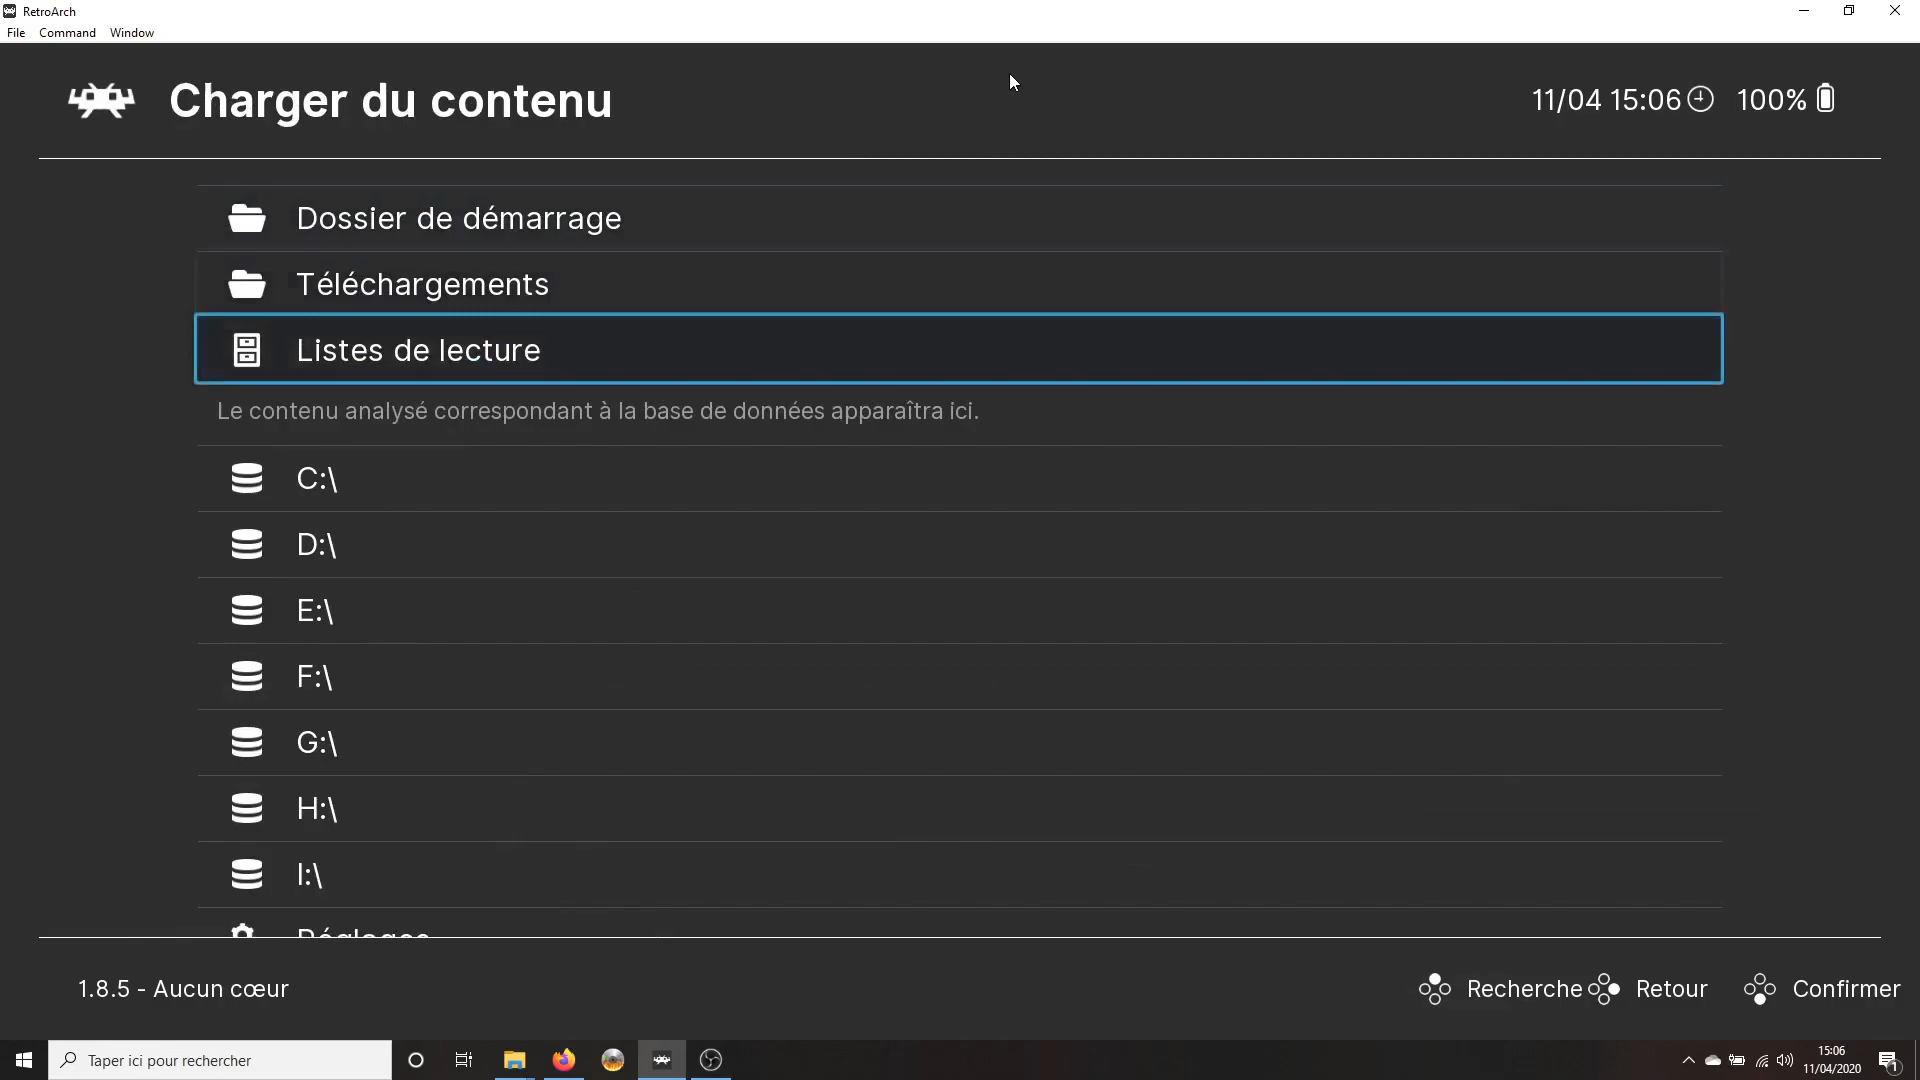 RetroArch
File Command Window
Charger du contenu
11/04 15:06 100%
Dossier de démarrage
Téléchargements
Listes de lecture
Le contenu analysé correspondant à la base de données apparaîtra ici.
C:\
D:\
E:\
F:\
G:\
H:\
I:\
Réglages
1.8.5 - Aucun cœur
Recherche Retour Confirmer
Taper ici pour rechercher
15:06
11/04/2020
1